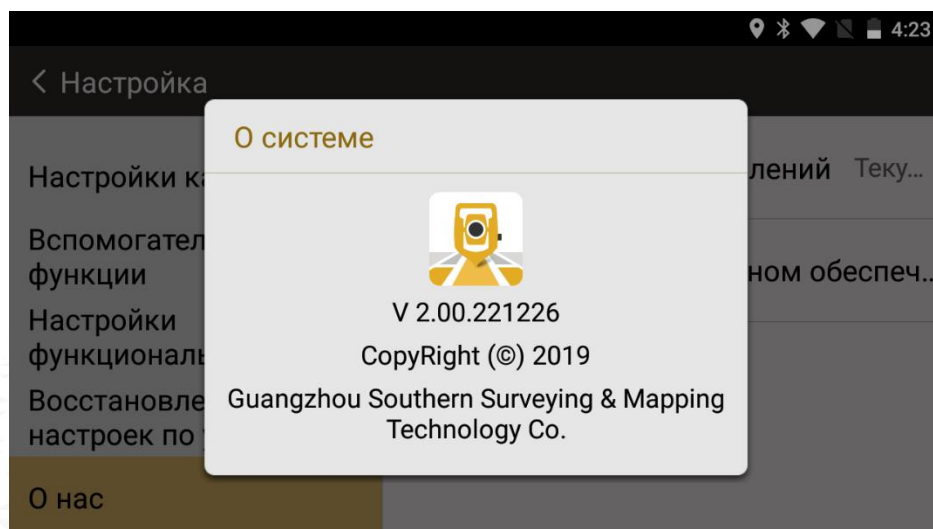 4:23
Настройка
О системе
Настройки
лений Теку...
Вспомогател
функции
ном обеспеч..
V 2.00.221226
Настройки
функциональ
CopyRight (©) 2019
Восстановле
настроек по
Guangzhou Southern Surveying & Mapping
Technology Co.
О нас